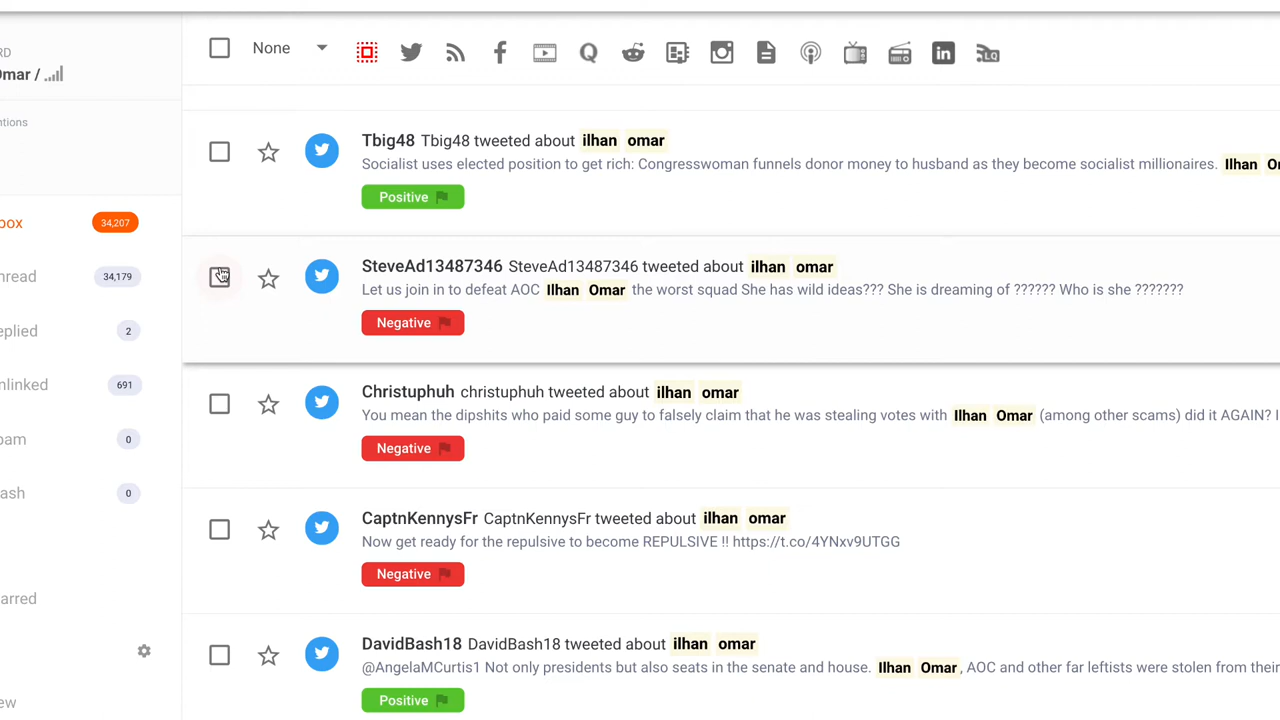 RD
mar /
None
ntions
Tbig48 Tbig48 tweeted about ilhan omar
Socialist uses elected position to get rich: Congresswoman funnels donor money to husband as they become socialist millionaires. Ilhan O
Positive
box
34,207
SteveAd13487346 SteveAd13487346 tweeted about ilhan omar
Let us join in to defeat AOC Ilhan Omar the worst squad She has wild ideas??? She is dreaming of ?????? Who is she ???????
Negative
nread
34,179
eplied
2
nlinked
691
Christuphuh christuphuh tweeted about ilhan omar
You mean the dipshits who paid some guy to falsely claim that he was stealing votes with Ilhan Omar (among other scams) did it AGAIN? I
Negative
pam
0
ash
0
CaptnKennysFr CaptnKennysFr tweeted about ilhan omar
Now get ready for the repulsive to become REPULSIVE !! https://t.co/4YNxv9UTGG
Negative
arred
DavidBash18 DavidBash18 tweeted about ilhan omar
@AngelaMCurtis1 Not only presidents but also seats in the senate and house. Ilhan Omar, AOC and other far leftists were stolen from their
Positive
ew
LQ